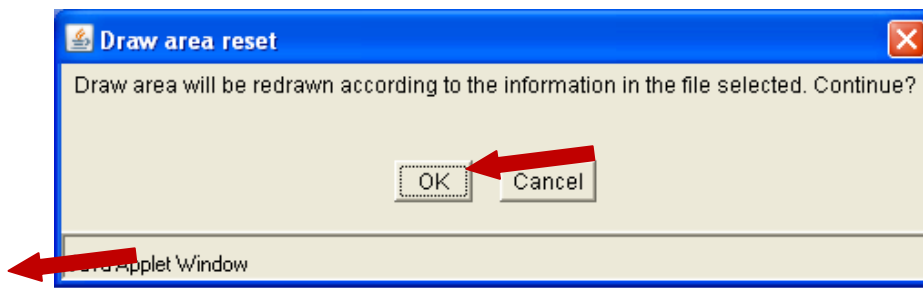 Draw area reset
Draw area will be redrawn according to the information in the file selected. Continue?
OK Cancel
Applet Window